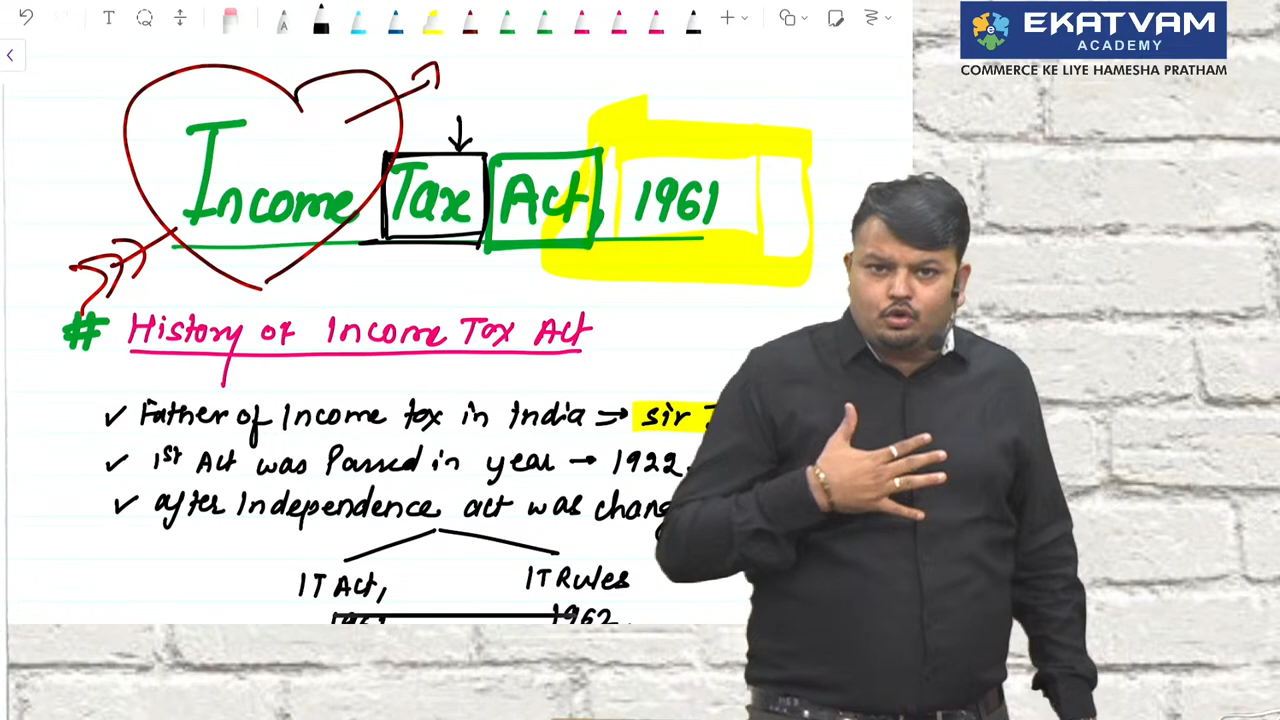 EKATVAM
ACADEMY
COMMERCE KE LIYE HAMESHA PRATHAM
Income Tax Act, 1961
# History of Income Tax Act
✓ Father of Income tax in India ⇒ sir
✓ 1st Act was Passed in year → 1922.
✓ after Independence act was chang
IT Act, IT Rules
1962.